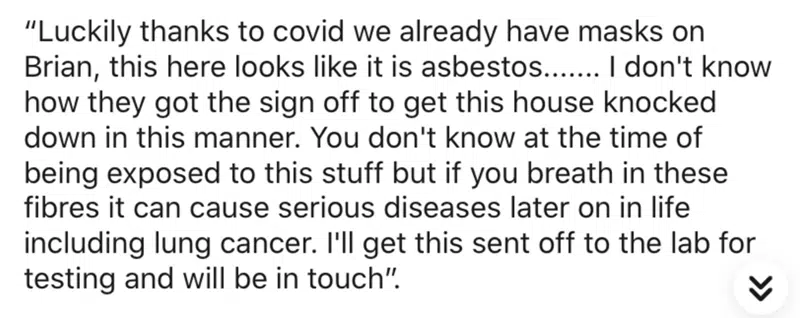 “Luckily thanks to covid we already have masks on
Brian, this here looks like it is asbestos....... I don't know
how they got the sign off to get this house knocked
down in this manner. You don't know at the time of
being exposed to this stuff but if you breath in these
fibres it can cause serious diseases later on in life
including lung cancer. I'll get this sent off to the lab for
testing and will be in touch”.